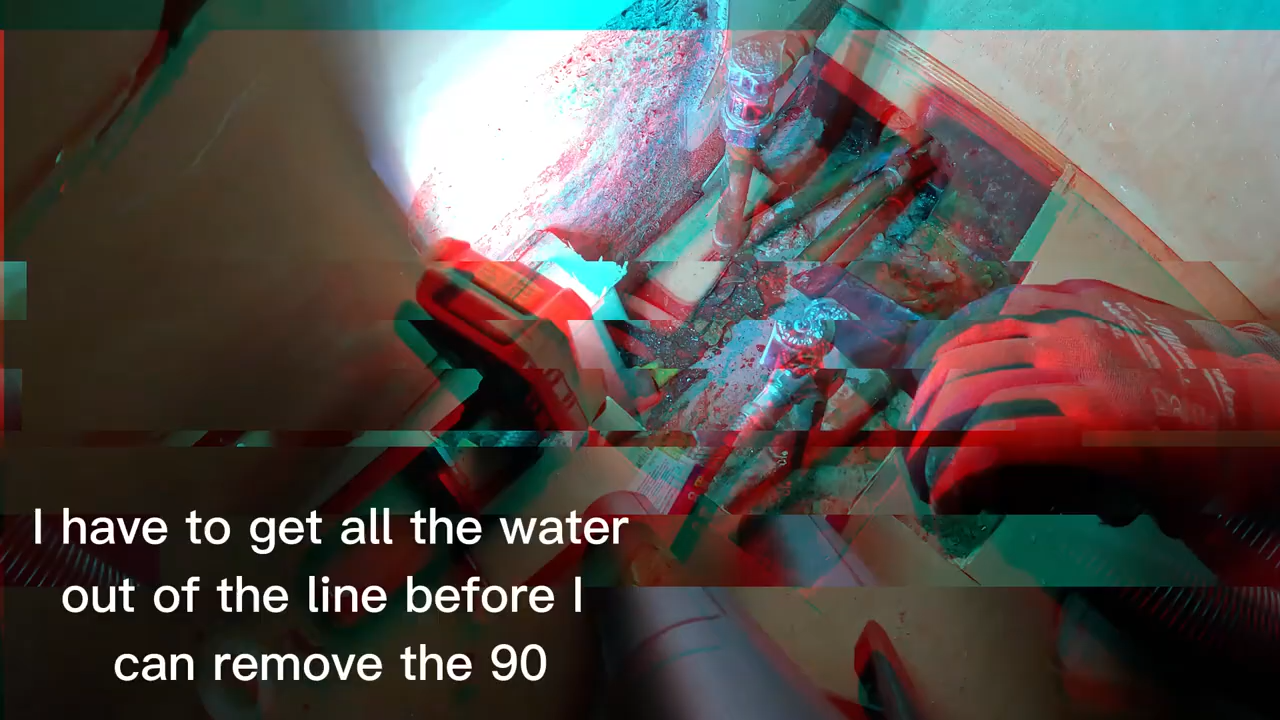 I have to get all the water
out of the line before I
can remove the 90